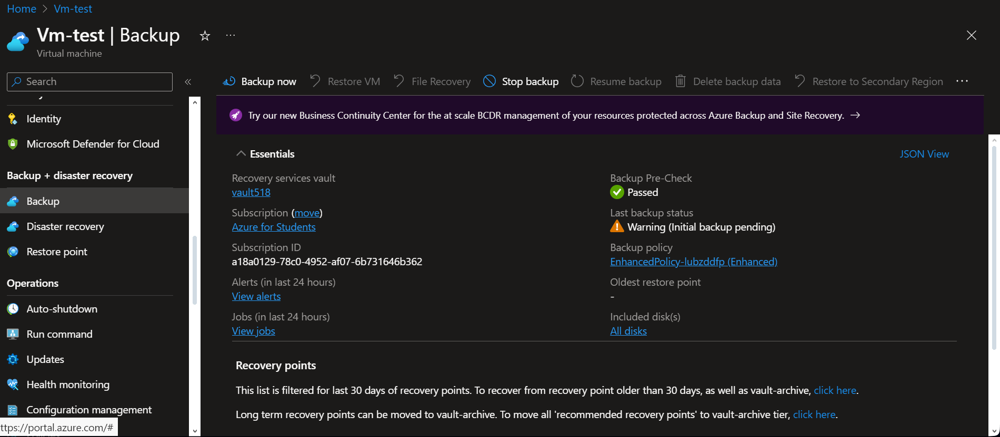 Home > Vm-test
Vm-test | Backup
Virtual machine
Search
Identity
Microsoft Defender for Cloud
Backup + disaster recovery
Backup
Disaster recovery
Restore point
Operations
Auto-shutdown
Run command
Updates
Health monitoring
Configuration management
ttps://portal.azure.com/#
Backup now Restore VM File Recovery Stop backup Resume backup Delete backup data Restore to Secondary Region
Try our new Business Continuity Center for the at scale BCDR management of your resources protected across Azure Backup and Site Recovery. →
Essentials
JSON View
Recovery services vault
vault518
Subscription (move)
Azure for Students
Subscription ID
a18a0129-78c0-4952-af07-6b731646b362
Alerts (in last 24 hours)
View alerts
Jobs (in last 24 hours)
View jobs
Backup Pre-Check
Passed
Last backup status
Warning (Initial backup pending)
Backup policy
EnhancedPolicy-lubzddfp (Enhanced)
Oldest restore point
-
Included disk(s)
All disks
Recovery points
This list is filtered for last 30 days of recovery points. To recover from recovery point older than 30 days, as well as vault-archive, click here.
Long term recovery points can be moved to vault-archive. To move all 'recommended recovery points' to vault-archive tier, click here.